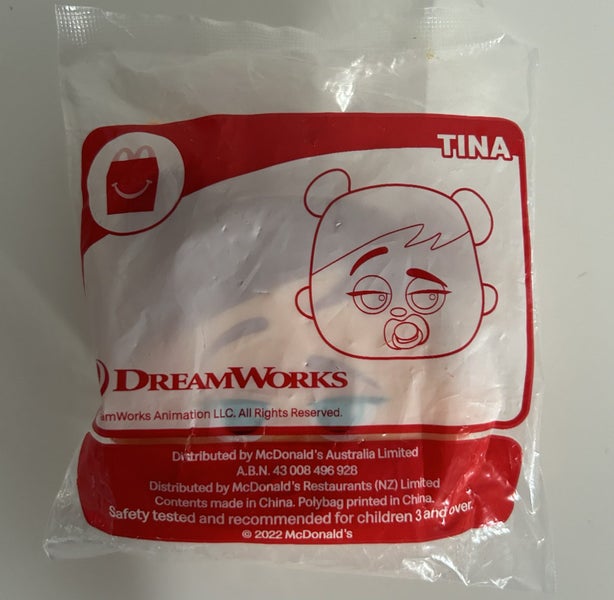 TINA
DREAMWORKS
amWorks Animation LLC. All Rights Reserved.
Distributed by McDonald's Australia Limited
A.B.N. 43 008 496 928
Distributed by McDonald's Restaurants (NZ) Limited
Contents made in China. Polybag printed in China.
Safety tested and recommended for children 3 and over.
© 2022 McDonald's